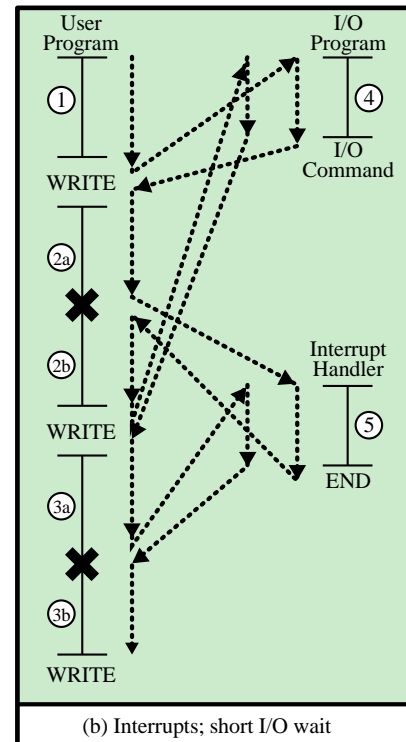 User
Program
I/O
Program
1
4
WRITE
I/O
Command
2a
2b
Interrupt
Handler
5
WRITE
END
3a
3b
WRITE
(b) Interrupts; short I/O wait